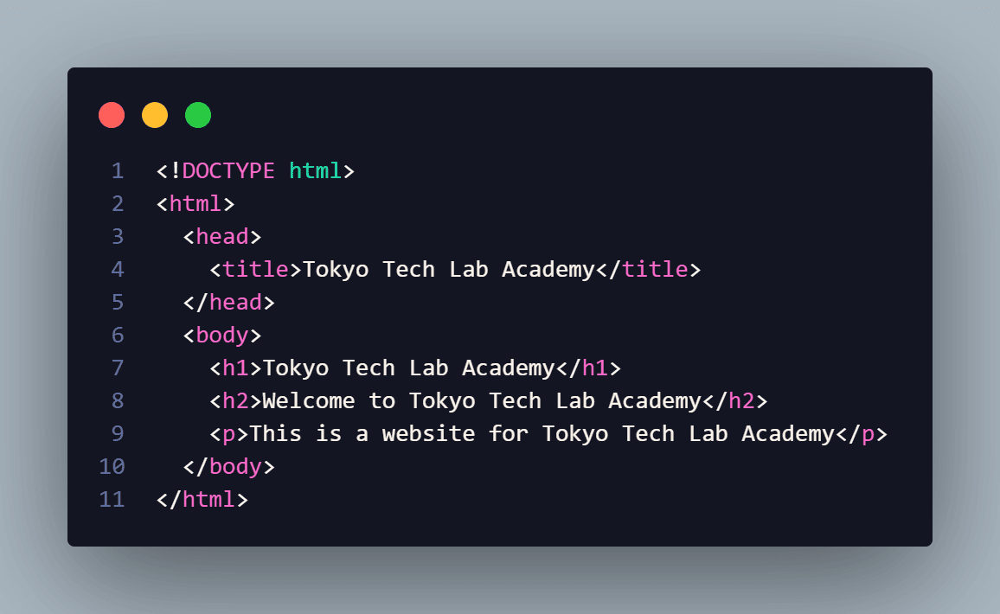 1 <!DOCTYPE html>
2 <html>
3   <head>
4     <title>Tokyo Tech Lab Academy</title>
5   </head>
6   <body>
7     <h1>Tokyo Tech Lab Academy</h1>
8     <h2>Welcome to Tokyo Tech Lab Academy</h2>
9     <p>This is a website for Tokyo Tech Lab Academy</p>
10   </body>
11 </html>